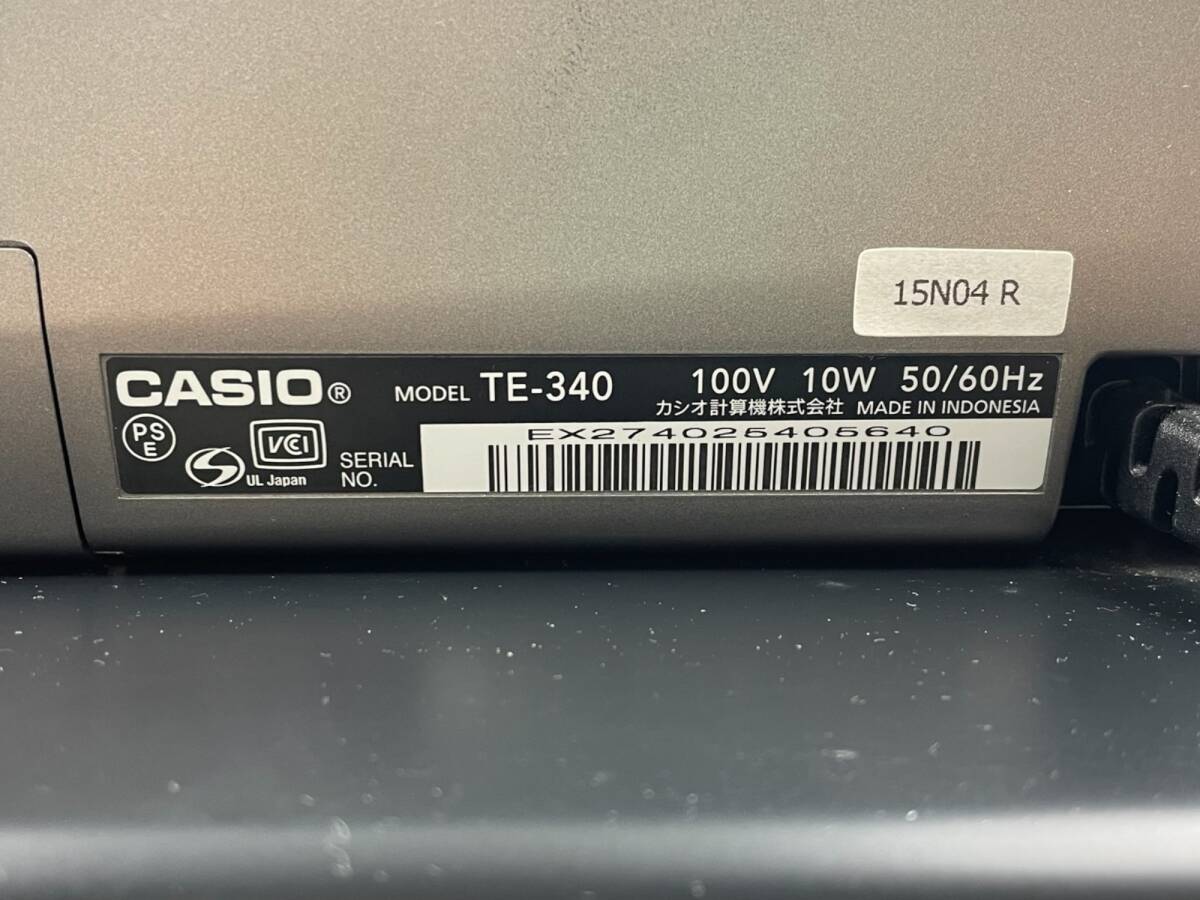 15N04 R
CASIO® MODEL TE-340 100V 10W 50/60Hz
カシオ計算機株式会社 MADE IN INDONESIA
PS
E
VCI
UL Japan
SERIAL
NO.
EX274025405640